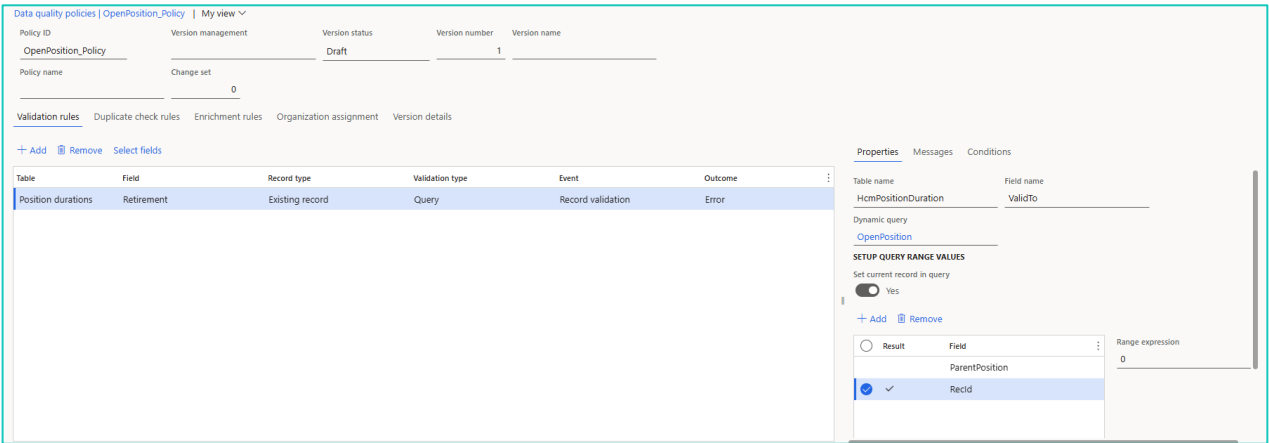 Data quality policies | OpenPosition_Policy | My view
Policy ID Version management Version status Version number Version name
OpenPosition_Policy Draft 1
Policy name Change set
0
Validation rules Duplicate check rules Enrichment rules Organization assignment Version details
+ Add Remove Select fields
Table Field Record type Validation type Event Outcome
Position durations Retirement Existing record Query Record validation Error
Properties Messages Conditions
Table name Field name
HcmPositionDuration ValidTo
Dynamic query
OpenPosition
SETUP QUERY RANGE VALUES
Set current record in query
Yes
+ Add Remove
Result Field
ParentPosition
RecId
Range expression
0